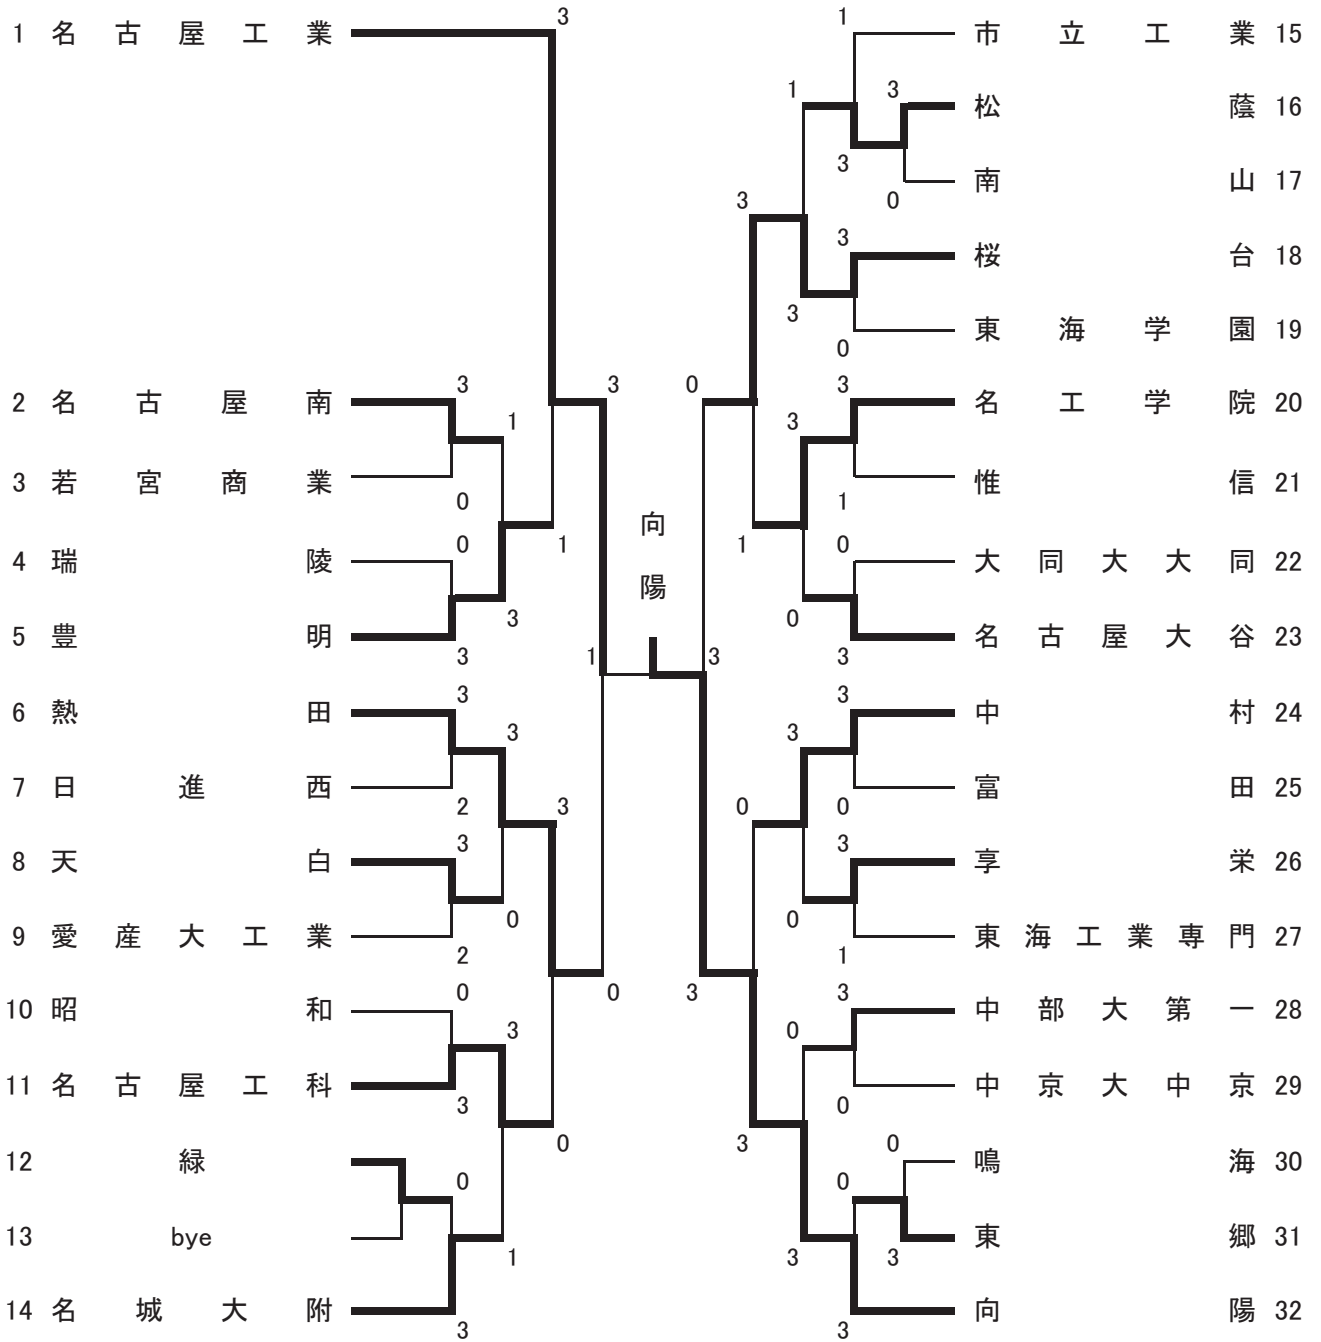 1 名古屋工業
2 名古屋南
3 若宮商業
4 瑞陵
5 豊明
6 熱田
7 日進西
8 天白
9 愛産大工業
10 昭和
11 名古屋工科
12 緑
13 bye
14 名城大附
3
3
1
0
0
1
3
3
3
3
2
3
3
0
2
0
3
3
0
0
1
3
3
1
0
向
陽
3
0
3
3
1
1
3
3
0
3
3
0
3
3
1
1
0
0
3
3
3
0
0
3
0
1
3
0
0
0
0
3
3
3
3
市立工業 15
松蔭 16
南山 17
桜台 18
東海学園 19
名工学院 20
惟信 21
大同大大同 22
名古屋大谷 23
中村 24
富田 25
享栄 26
東海工業専門 27
中部大第一 28
中京大中京 29
鳴海 30
東郷 31
向陽 32